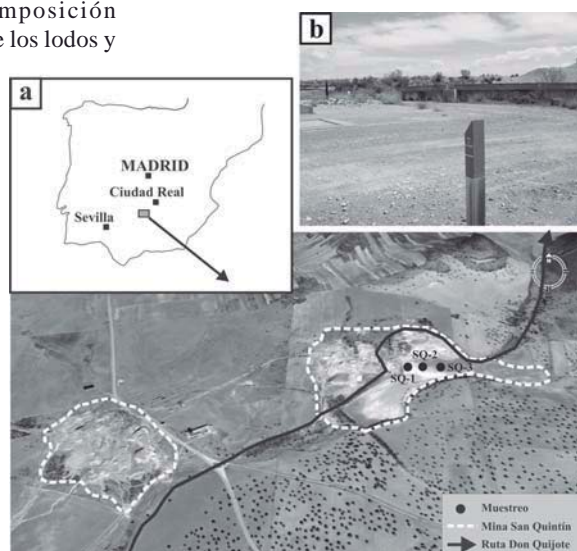 mposición
e los lodos y
a
b
MADRID
Ciudad Real
Sevilla
SQ-2
SQ-1
SQ-3
Muestreo
Mina San Quintín
Ruta Don Quijote